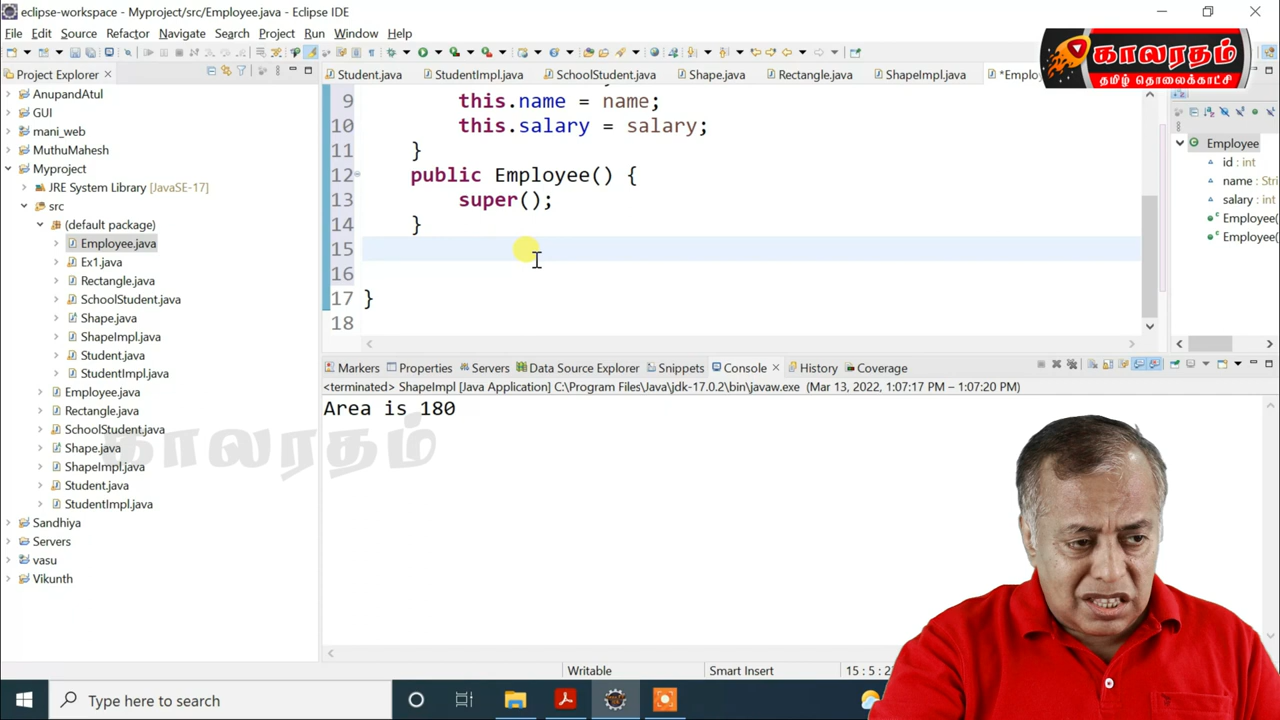 eclipse-workspace - Myproject/src/Employee.java - Eclipse IDE
File Edit Source Refactor Navigate Search Project Run Window Help
காலரதம்
தமிழ் தொலைக்காட்சி
Project Explorer
Student.java StudentImpl.java SchoolStudent.java Shape.java Rectangle.java ShapeImpl.java
AnupandAtul
GUI
mani_web
MuthuMahesh
Myproject
JRE System Library [JavaSE-17]
src
(default package)
Employee.java
Ex1.java
Rectangle.java
SchoolStudent.java
Shape.java
ShapeImpl.java
Student.java
StudentImpl.java
Employee.java
Rectangle.java
SchoolStudent.java
Shape.java
ShapeImpl.java
Student.java
StudentImpl.java
Sandhiya
Servers
vasu
Vikunth
9 this.name = name;
10 this.salary = salary;
11 }
12 public Employee() {
13 super();
14 }
15
16
17 }
18
Employee
id : int
name : Stri
salary : int
Employee(
Employee(
Markers Properties Servers Data Source Explorer Snippets Console History Coverage
<terminated> ShapeImpl [Java Application] C:\Program Files\Java\jdk-17.0.2\bin\javaw.exe (Mar 13, 2022, 1:07:17 PM – 1:07:20 PM)
Area is 180
காலரதம்
Writable Smart Insert
Type here to search